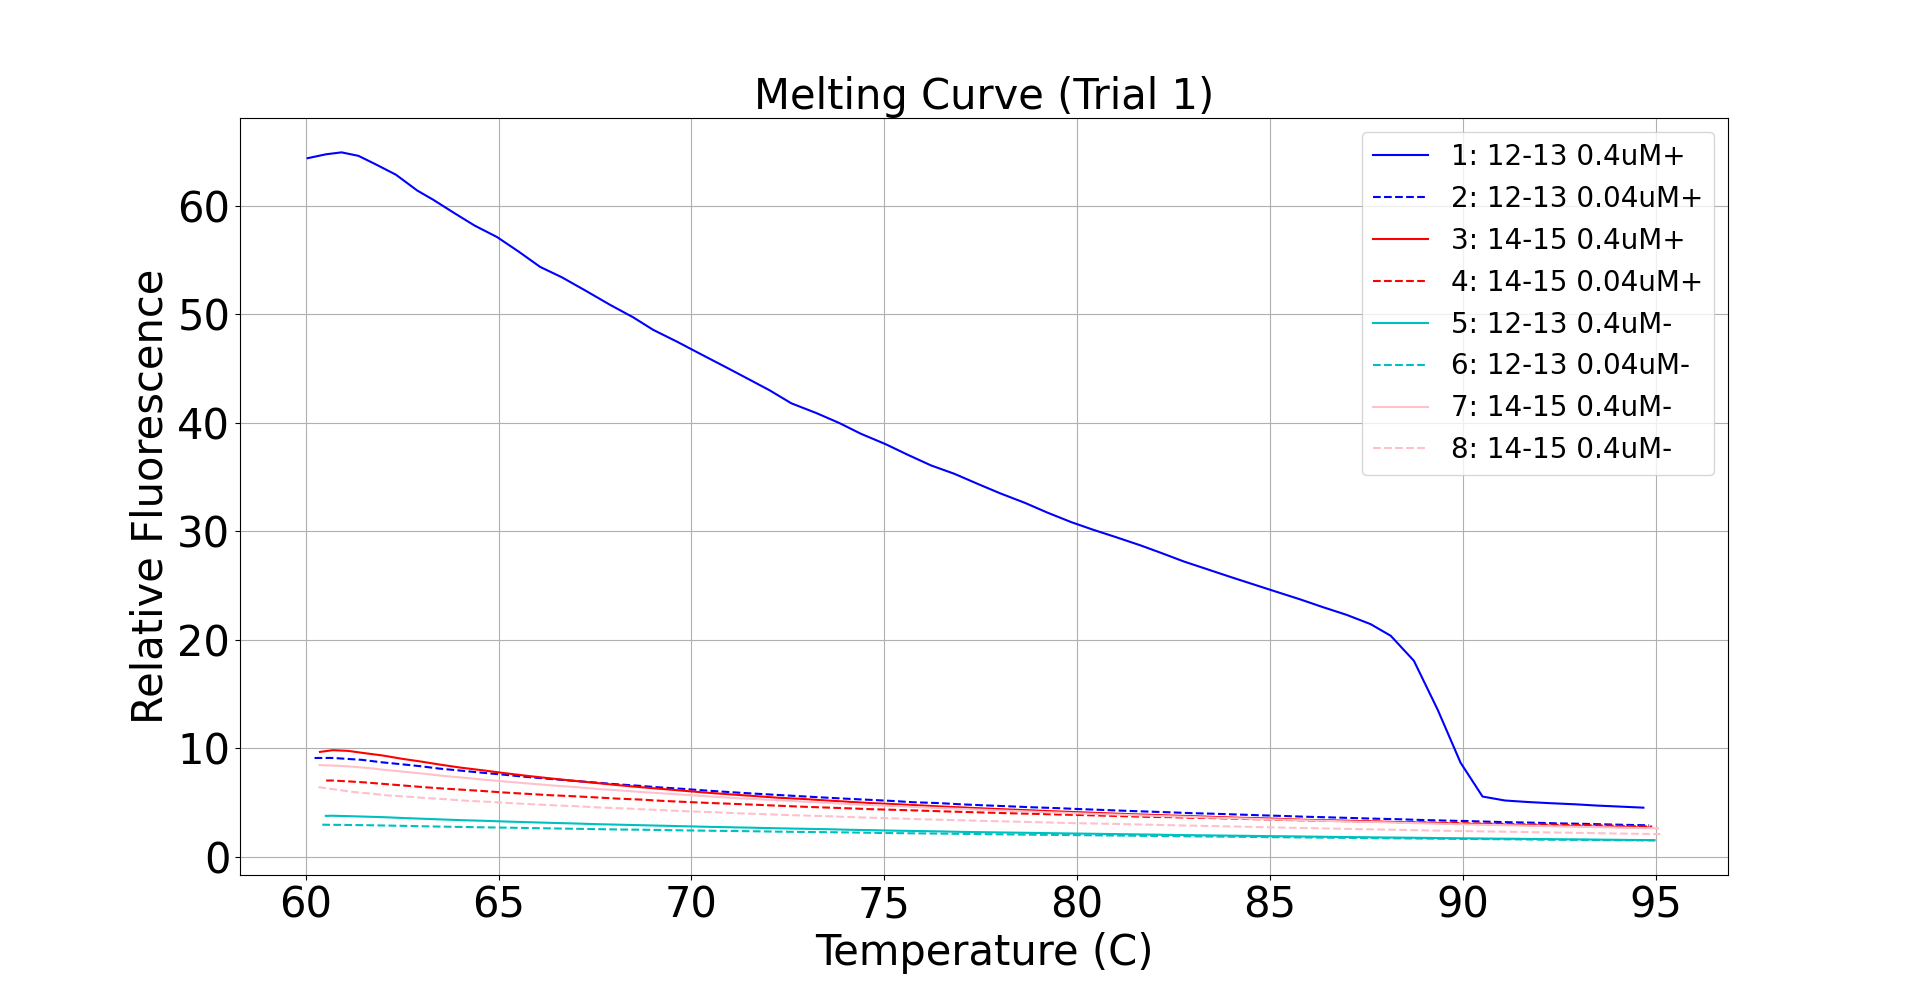 Melting Curve (Trial 1)
1: 12-13 0.4uM+
2: 12-13 0.04uM+
3: 14-15 0.4uM+
4: 14-15 0.04uM+
5: 12-13 0.4uM-
6: 12-13 0.04uM-
7: 14-15 0.4uM-
8: 14-15 0.4uM-
Relative Fluorescence
60
50
40
30
20
10
0
60 65 70 75 80 85 90 95
Temperature (C)